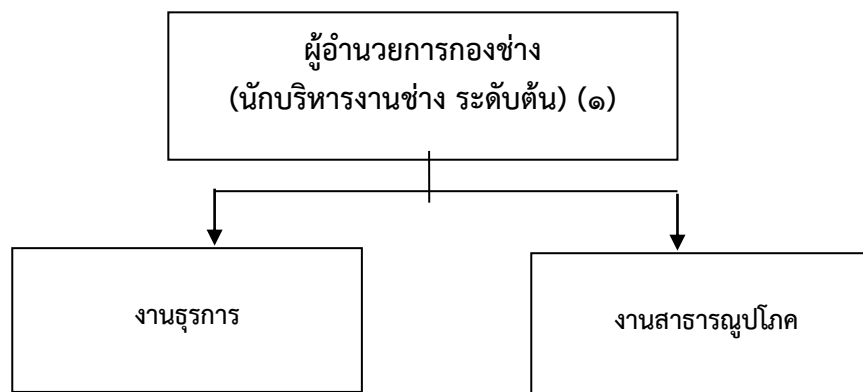 ผู้อำนวยการกองช่าง
(นักบริหารงานช่าง ระดับต้น) (๑)
งานธุรการ
งานสาธารณูปโภค